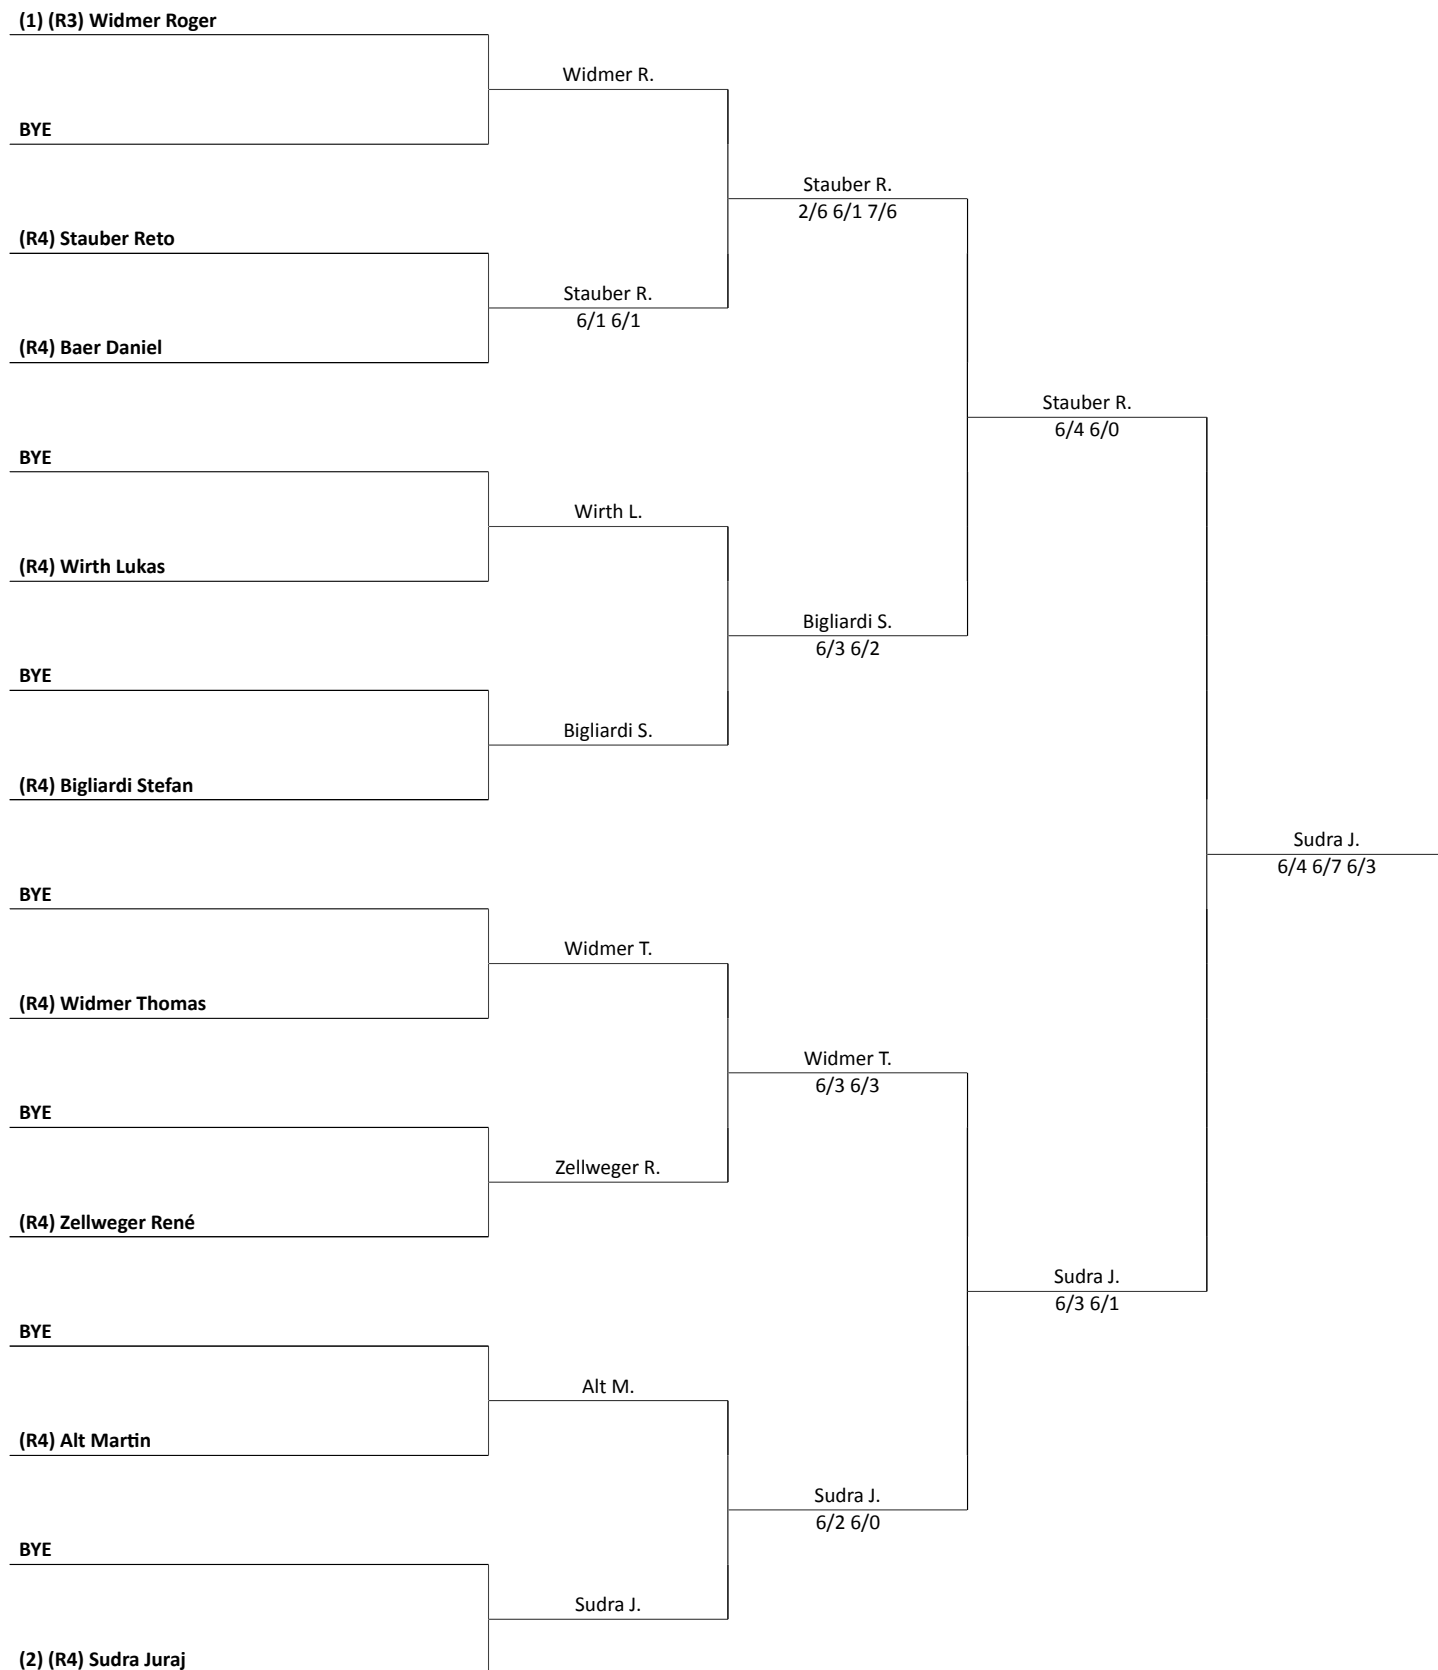 (1) (R3) Widmer Roger
Widmer R.
BYE
Stauber R.
2/6 6/1 7/6
(R4) Stauber Reto
Stauber R.
6/1 6/1
(R4) Baer Daniel
Stauber R.
6/4 6/0
BYE
Wirth L.
(R4) Wirth Lukas
Bigliardi S.
6/3 6/2
BYE
Bigliardi S.
(R4) Bigliardi Stefan
Sudra J.
6/4 6/7 6/3
BYE
Widmer T.
(R4) Widmer Thomas
Widmer T.
6/3 6/3
BYE
Zellweger R.
(R4) Zellweger René
Sudra J.
6/3 6/1
BYE
Alt M.
(R4) Alt Martin
Sudra J.
6/2 6/0
BYE
Sudra J.
(2) (R4) Sudra Juraj